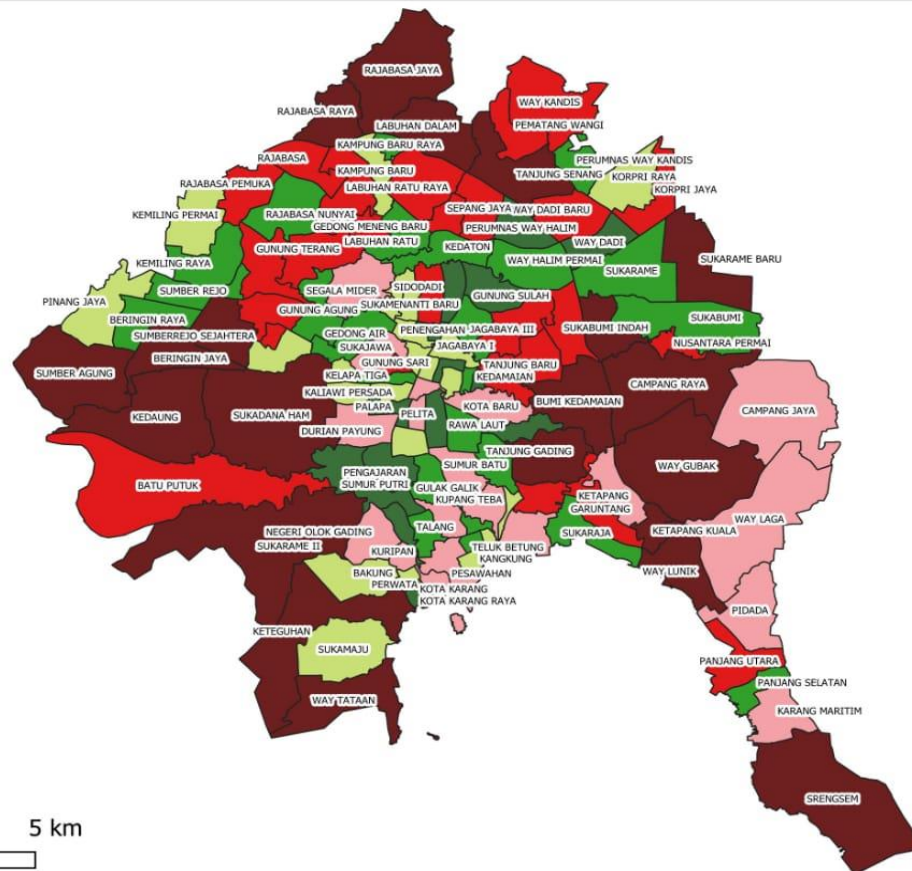 RAJABASA JAYA
WAY KANDIS
RAJABASA RAYA
LABUHAN DALAM
PEMATANG WANGI
KAMPUNG BARU RAYA
RAJABASA
PERUMNAS WAY KANDIS
KAMPUNG BARU
TANJUNG SENANG
KORPRI RAYA
RAJABASA PEMUKA
LABUHAN RATU RAYA
KORPRI JAYA
KEMILING PERMAI
RAJABASA NUNYAI
SEPANG JAYA
WAY DADI BARU
GEDONG MENENG BARU
PERUMNAS WAY HALIM
GUNUNG TERANG
LABUHAN RATU
KEDATON
WAY DADI
KEMILING RAYA
WAY HALIM PERMAI
SUKARAME BARU
SUKARAME
SUMBER REJO
SEGALA MIDER
SIDODADI
GUNUNG SULAH
PINANG JAYA
SUKAMENANTI BARU
GUNUNG AGUNG
BERINGIN RAYA
SUKABUMI
SUMBERREJO SEJAHTERA
GEDONG AIR
PENENGAHAN
JAGABAYA III
SUKABUMI INDAH
NUSANTARA PERMAI
SUKAJAWA
JAGABAYA I
BERINGIN JAYA
GUNUNG SARI
TANJUNG BARU
SUMBER AGUNG
KELAPA TIGA
KEDAMAIAN
CAMPANG RAYA
KALIAWI PERSADA
BUMI KEDAMAIAN
KEDAUNG
SUKADANA HAM
PALAPA
PELITA
KOTA BARU
CAMPANG JAYA
RAWA LAUT
DURIAN PAYUNG
TANJUNG GADING
SUMUR BATU
WAY GUBAK
PENGAJARAN
SUMUR PUTRI
BATU PUTUK
GULAK GALIK
KUPANG TEBA
KETAPANG
GARUNTANG
WAY LAGA
TALANG
NEGERI OLOK GADING
SUKARAJA
KETAPANG KUALA
SUKARAME II
KURIPAN
TELUK BETUNG
KANGKUNG
BAKUNG
PESAWAHAN
WAY LUNIK
PERWATA
KOTA KARANG
KOTA KARANG RAYA
PIDADA
KETEGUHAN
SUKAMAJU
PANJANG UTARA
PANJANG SELATAN
WAY TATAAN
KARANG MARITIM
SRENGSEM
5 km